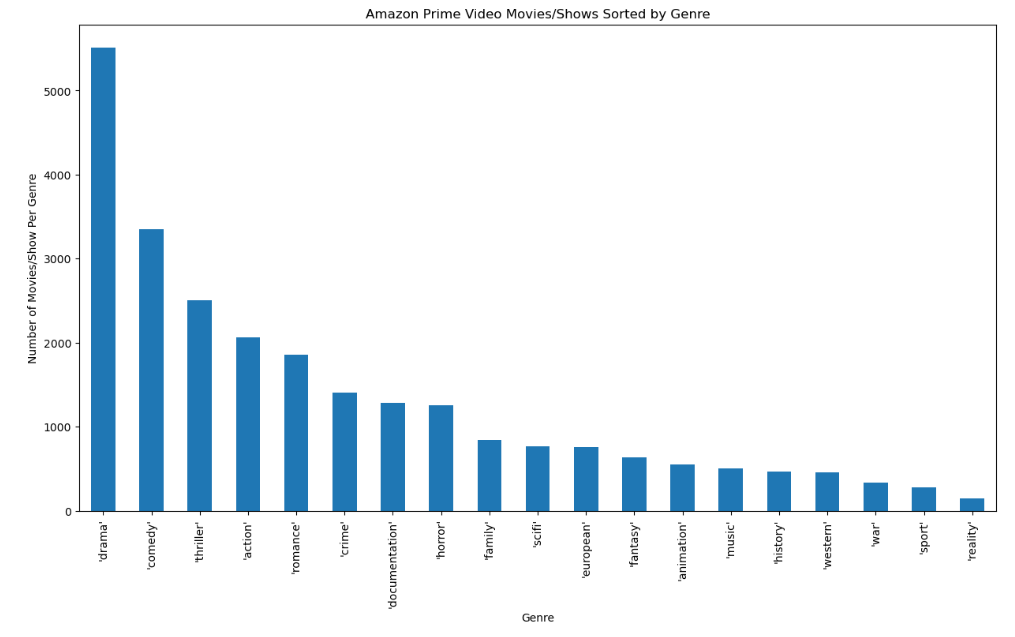 Amazon Prime Video Movies/Shows Sorted by Genre
Number of Movies/Show Per Genre
5000
4000
3000
2000
1000
0
'drama'
'comedy'
'thriller'
'action'
'romance'
'crime'
'documentation'
'horror'
'family'
'scifi'
'european'
'fantasy'
'animation'
'music'
'history'
'western'
'war'
'sport'
'reality'
Genre